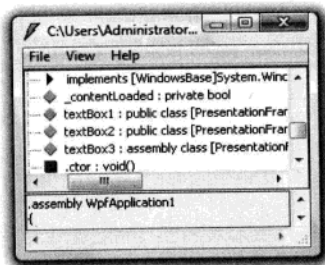 C:\Users\Administrator...
File View Help
implements [WindowsBase]System.Winc
_contentLoaded : private bool
textBox1 : public class [PresentationFrar
textBox2 : public class [PresentationFrar
textBox3 : assembly class [Presentationf
.ctor : void()
.assembly WpfApplication1
{